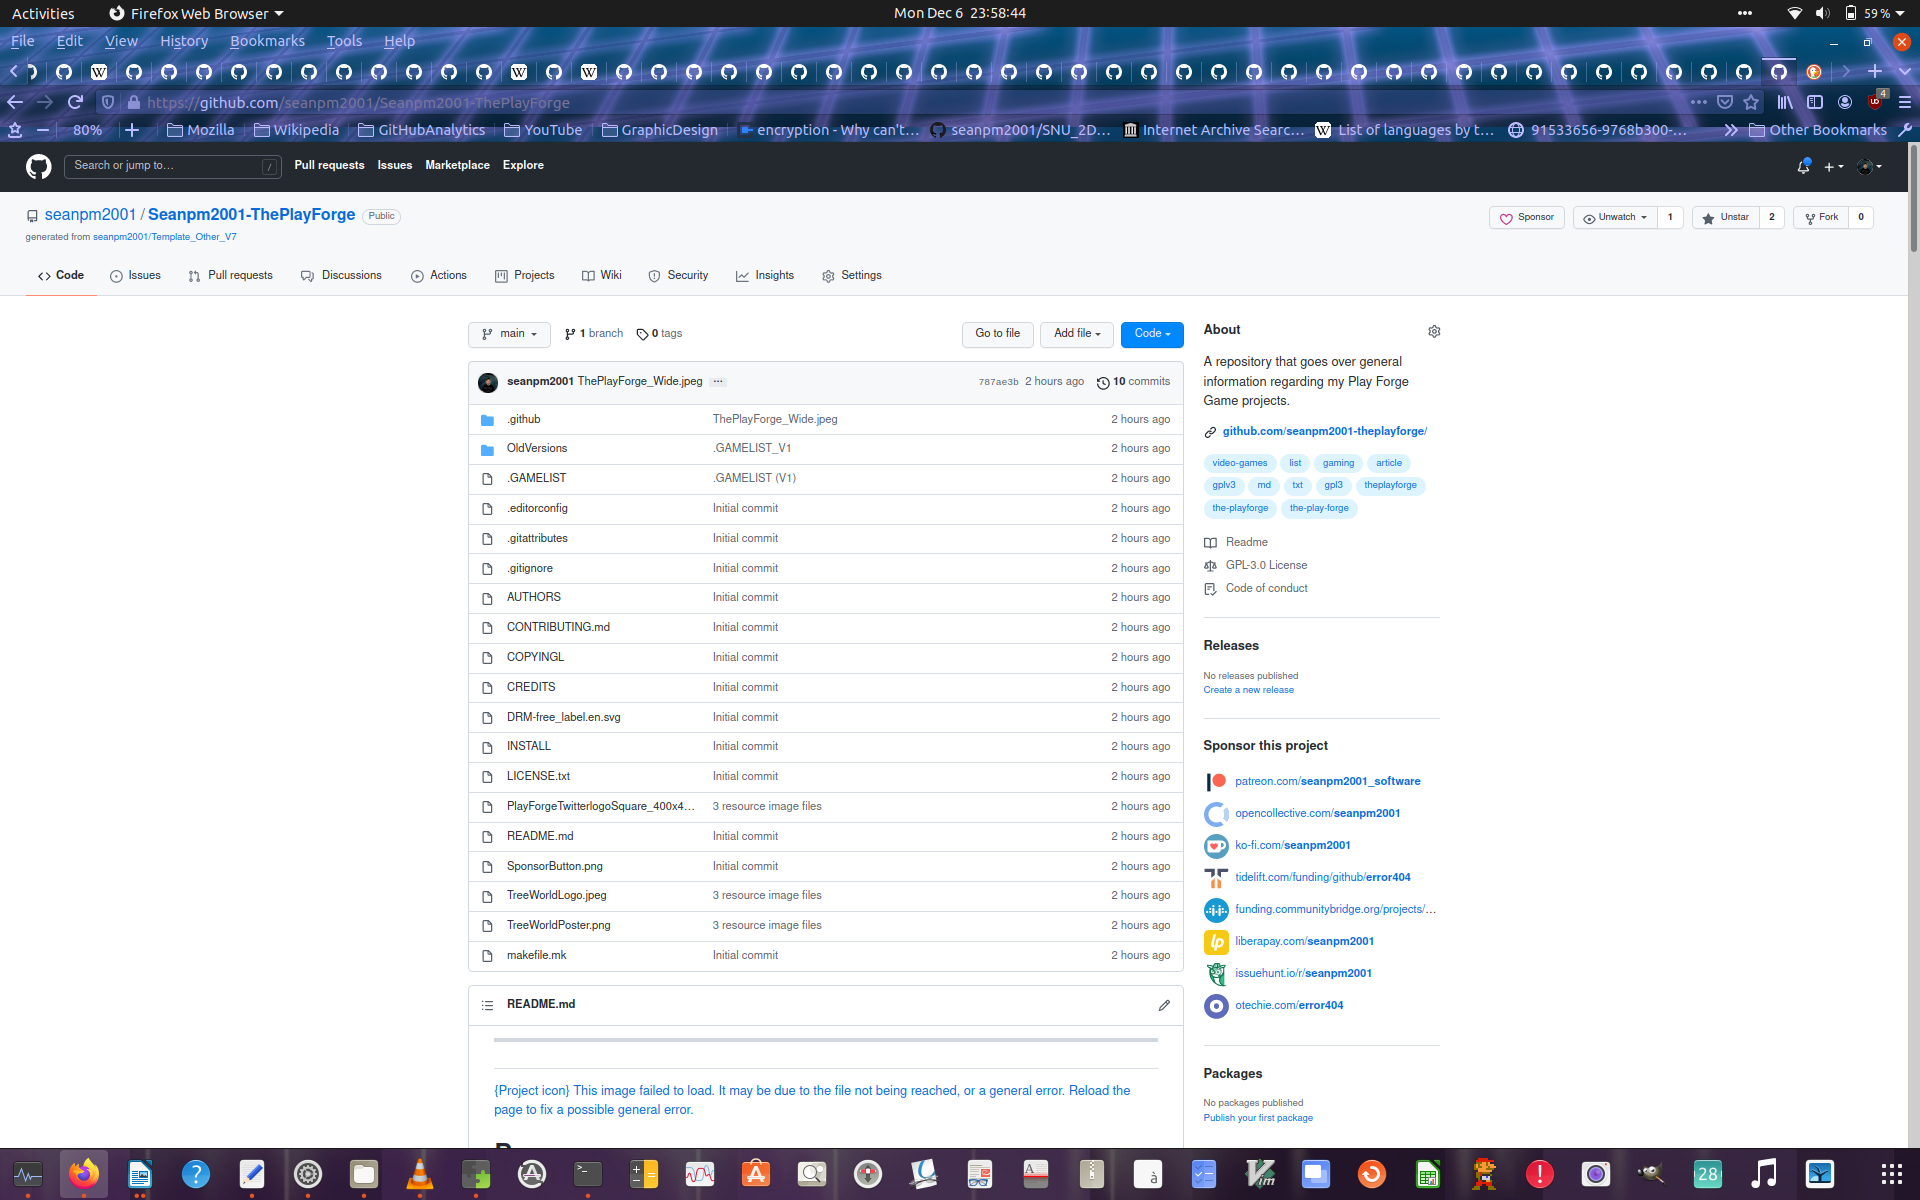 Activities Firefox Web Browser Mon Dec 6 23:58:44 59 %
File Edit View History Bookmarks Tools Help
https://github.com/seanpm2001/Seanpm2001-ThePlayForge 4
80% Mozilla Wikipedia GitHubAnalytics YouTube GraphicDesign encryption - Why can't... seanpm2001/SNU_2D... Internet Archive Searc... List of languages by t... 91533656-9768b300-... Other Bookmarks
Search or jump to... / Pull requests Issues Marketplace Explore
seanpm2001 / Seanpm2001-ThePlayForge Public Sponsor Unwatch 1 Unstar 2 Fork 0
generated from seanpm2001/Template_Other_V7
Code Issues Pull requests Discussions Actions Projects Wiki Security Insights Settings
main 1 branch 0 tags Go to file Add file Code
seanpm2001 ThePlayForge_Wide.jpeg ... 787ae3b 2 hours ago 10 commits
.github ThePlayForge_Wide.jpeg 2 hours ago
OldVersions .GAMELIST_V1 2 hours ago
.GAMELIST .GAMELIST (V1) 2 hours ago
.editorconfig Initial commit 2 hours ago
.gitattributes Initial commit 2 hours ago
.gitignore Initial commit 2 hours ago
AUTHORS Initial commit 2 hours ago
CONTRIBUTING.md Initial commit 2 hours ago
COPYINGL Initial commit 2 hours ago
CREDITS Initial commit 2 hours ago
DRM-free_label.en.svg Initial commit 2 hours ago
INSTALL Initial commit 2 hours ago
LICENSE.txt Initial commit 2 hours ago
PlayForgeTwitterlogoSquare_400x4... 3 resource image files 2 hours ago
README.md Initial commit 2 hours ago
SponsorButton.png Initial commit 2 hours ago
TreeWorldLogo.jpeg 3 resource image files 2 hours ago
TreeWorldPoster.png 3 resource image files 2 hours ago
makefile.mk Initial commit 2 hours ago
README.md
{Project icon} This image failed to load. It may be due to the file not being reached, or a general error. Reload the
page to fix a possible general error.
About
A repository that goes over general
information regarding my Play Forge
Game projects.
github.com/seanpm2001-theplayforge/
video-games list gaming article
gplv3 md txt gpl3 theplayforge
the-playforge the-play-forge
Readme
GPL-3.0 License
Code of conduct
Releases
No releases published
Create a new release
Sponsor this project
patreon.com/seanpm2001_software
opencollective.com/seanpm2001
ko-fi.com/seanpm2001
tidelift.com/funding/github/error404
funding.communitybridge.org/projects/...
liberapay.com/seanpm2001
issuehunt.io/r/seanpm2001
otechie.com/error404
Packages
No packages published
Publish your first package
28